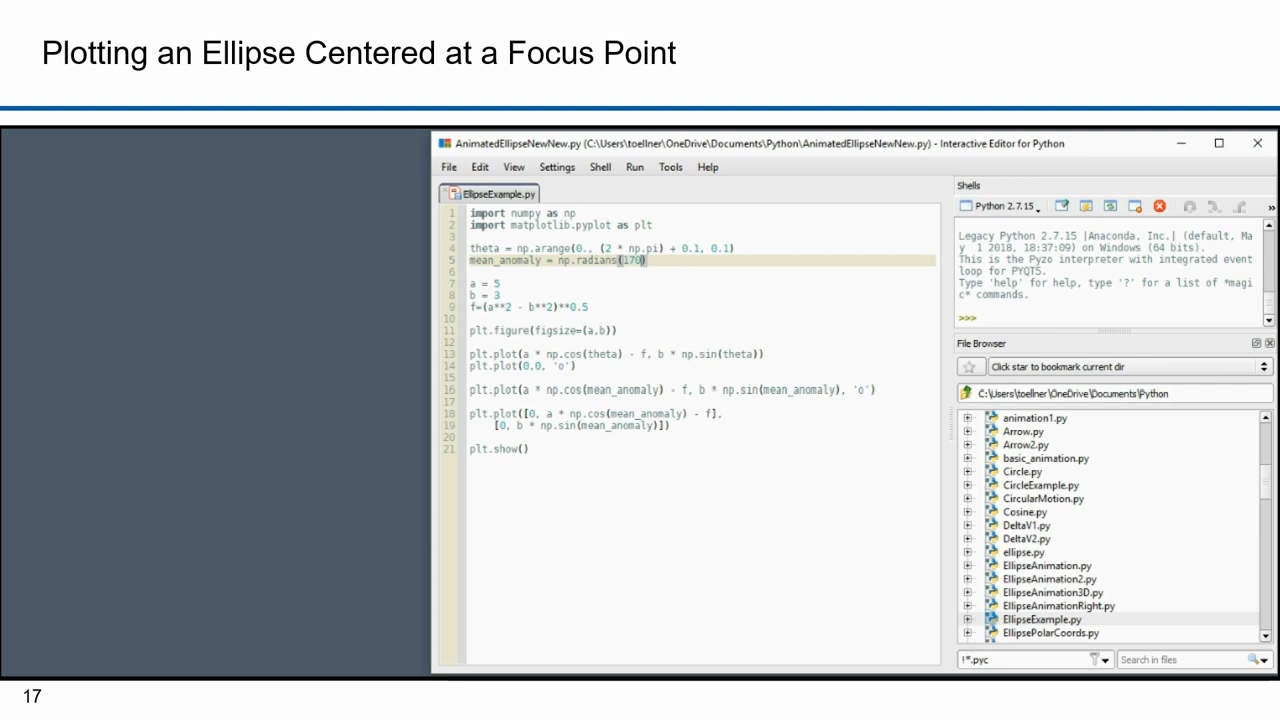 Plotting an Ellipse Centered at a Focus Point
AnimatedEllipseNewNew.py (C:\Users\toellner\OneDrive\Documents\Python\AnimatedEllipseNewNew.py) - Interactive Editor for Python
File Edit View Settings Shell Run Tools Help
EllipseExample.py
1 import numpy as np
2 import matplotlib.pyplot as plt
3
4 theta = np.arange(0., (2 * np.pi) + 0.1, 0.1)
5 mean_anomaly = np.radians(170)
6
7 a = 5
8 b = 3
9 f=(a**2 - b**2)**0.5
10
11 plt.figure(figsize=(a,b))
12
13 plt.plot(a * np.cos(theta) - f, b * np.sin(theta))
14 plt.plot(0,0, 'o')
15
16 plt.plot(a * np.cos(mean_anomaly) - f, b * np.sin(mean_anomaly), 'o')
17
18 plt.plot([0, a * np.cos(mean_anomaly) - f],
19 [0, b * np.sin(mean_anomaly)])
20
21 plt.show()
Shells
Python 2.7.15 »
Legacy Python 2.7.15 |Anaconda, Inc.| (default, Ma
y 1 2018, 18:37:09) on Windows (64 bits).
This is the Pyzo interpreter with integrated event
loop for PYQT5.
Type 'help' for help, type '?' for a list of *magi
c* commands.
>>>
File Browser
Click star to bookmark current dir
C:\Users\toellner\OneDrive\Documents\Python
animation1.py
Arrow.py
Arrow2.py
basic_animation.py
Circle.py
CircleExample.py
CircularMotion.py
Cosine.py
DeltaV1.py
DeltaV2.py
ellipse.py
EllipseAnimation.py
EllipseAnimation2.py
EllipseAnimation3D.py
EllipseAnimationRight.py
EllipseExample.py
EllipsePolarCoords.py
!*.pyc Search in files
17